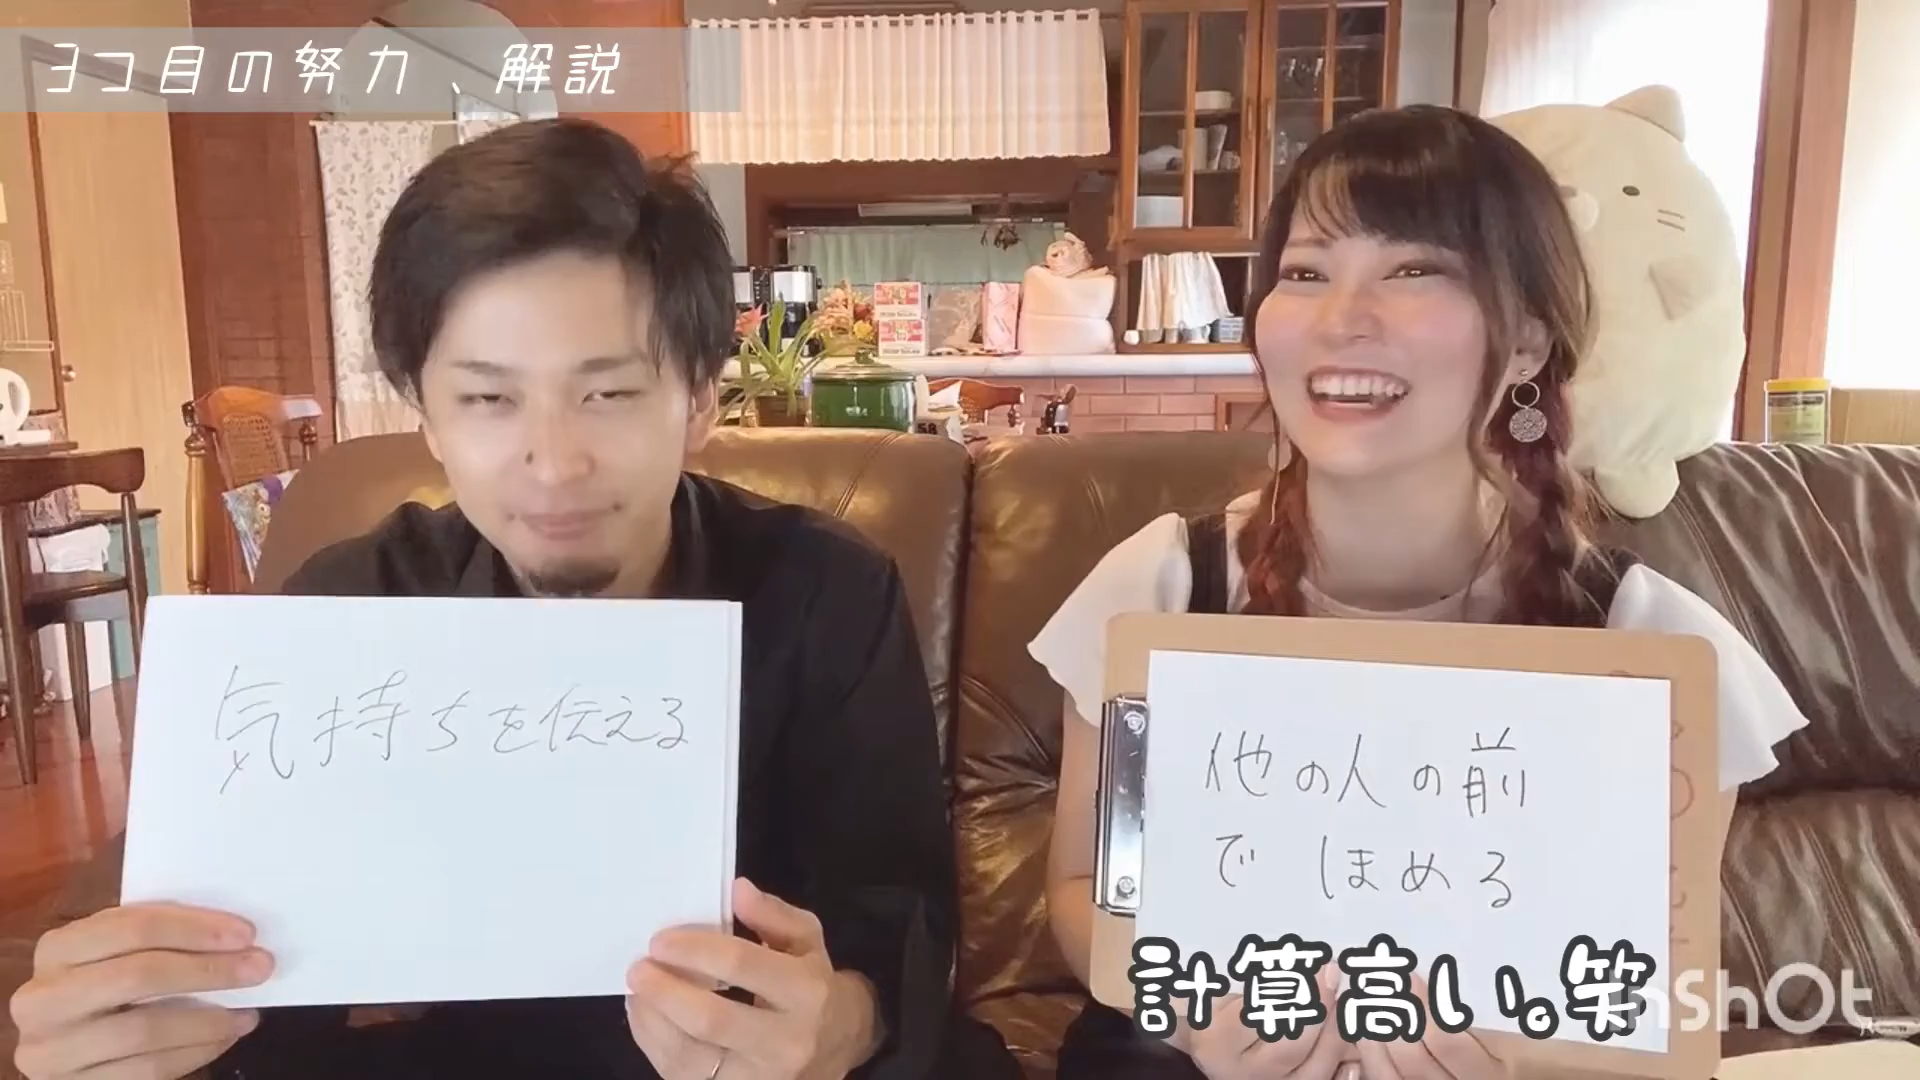 3つ目の努力、解説
気持ちを伝える
他の人の前
でほめる
計算高い。笑
InShOt